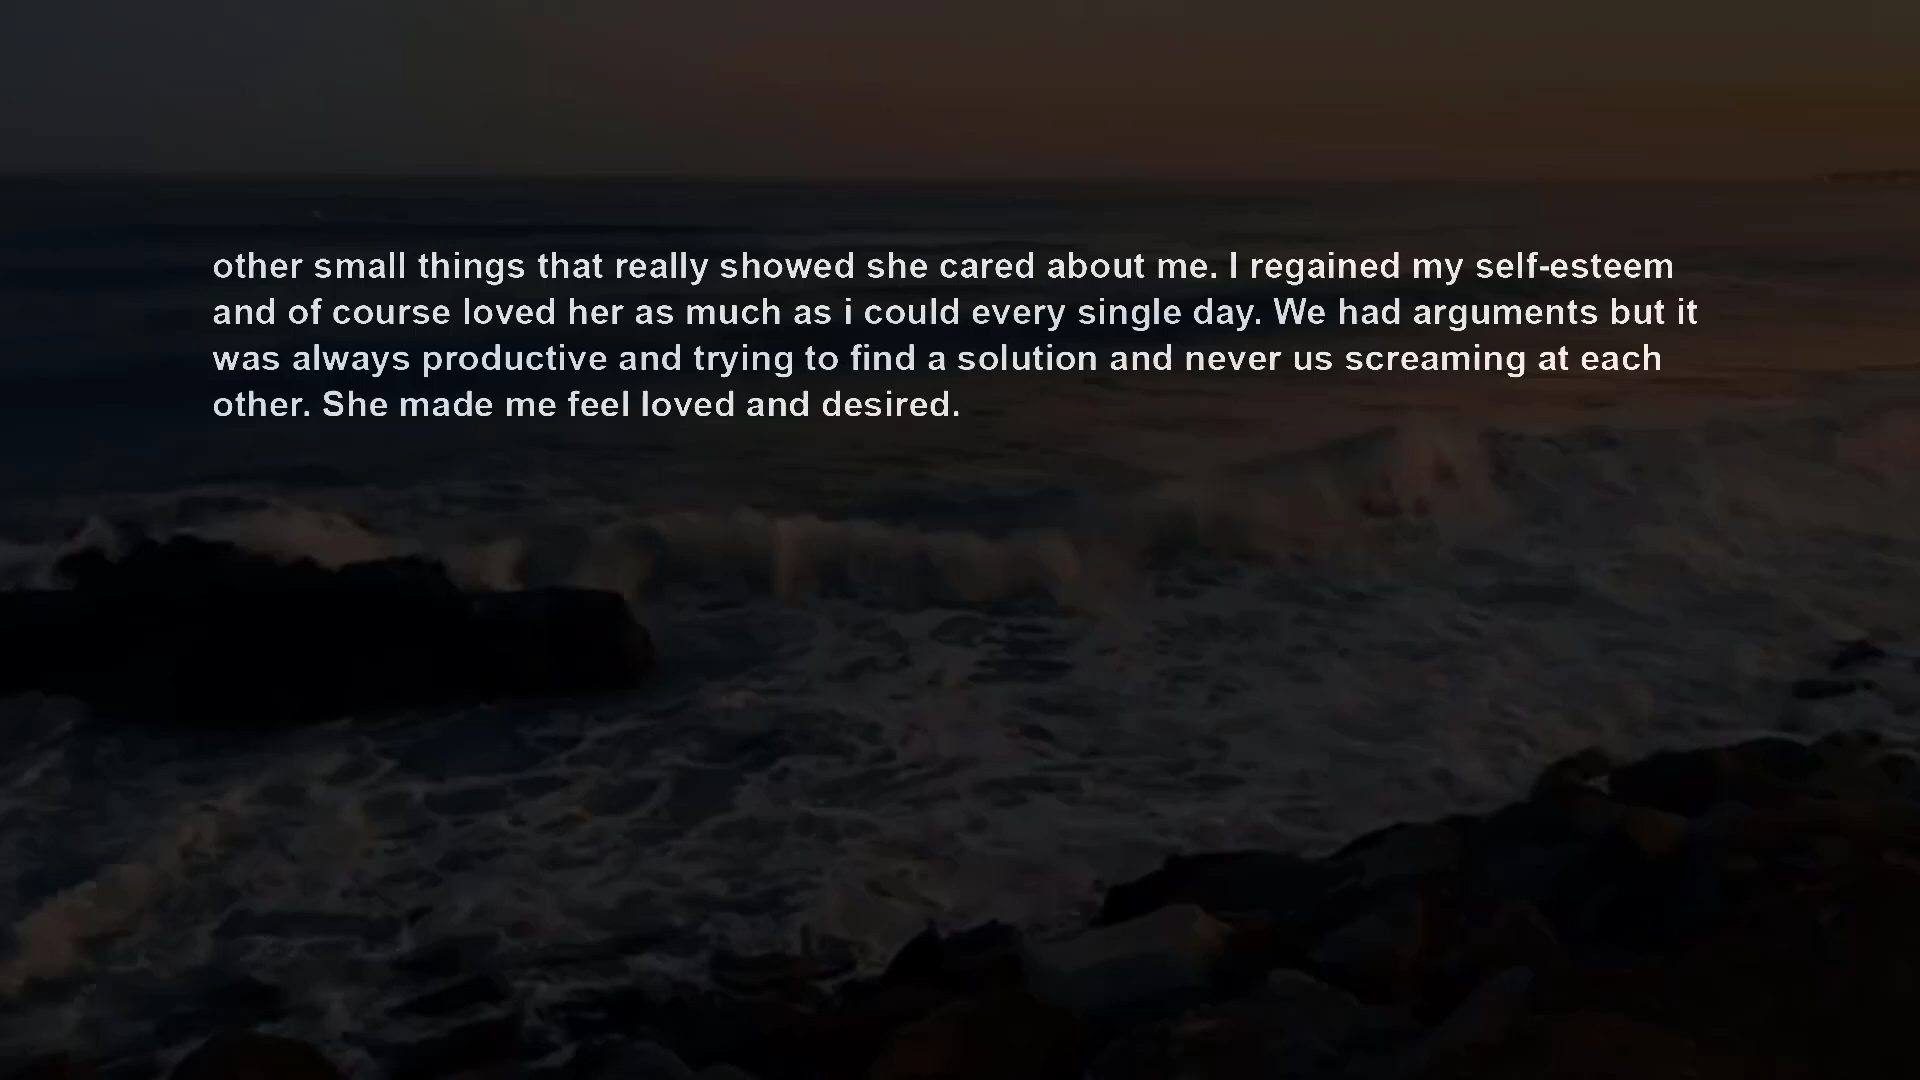 other small things that really showed she cared about me. I regained my self-esteem
and of course loved her as much as i could every single day. We had arguments but it
was always productive and trying to find a solution and never us screaming at each
other. She made me feel loved and desired.